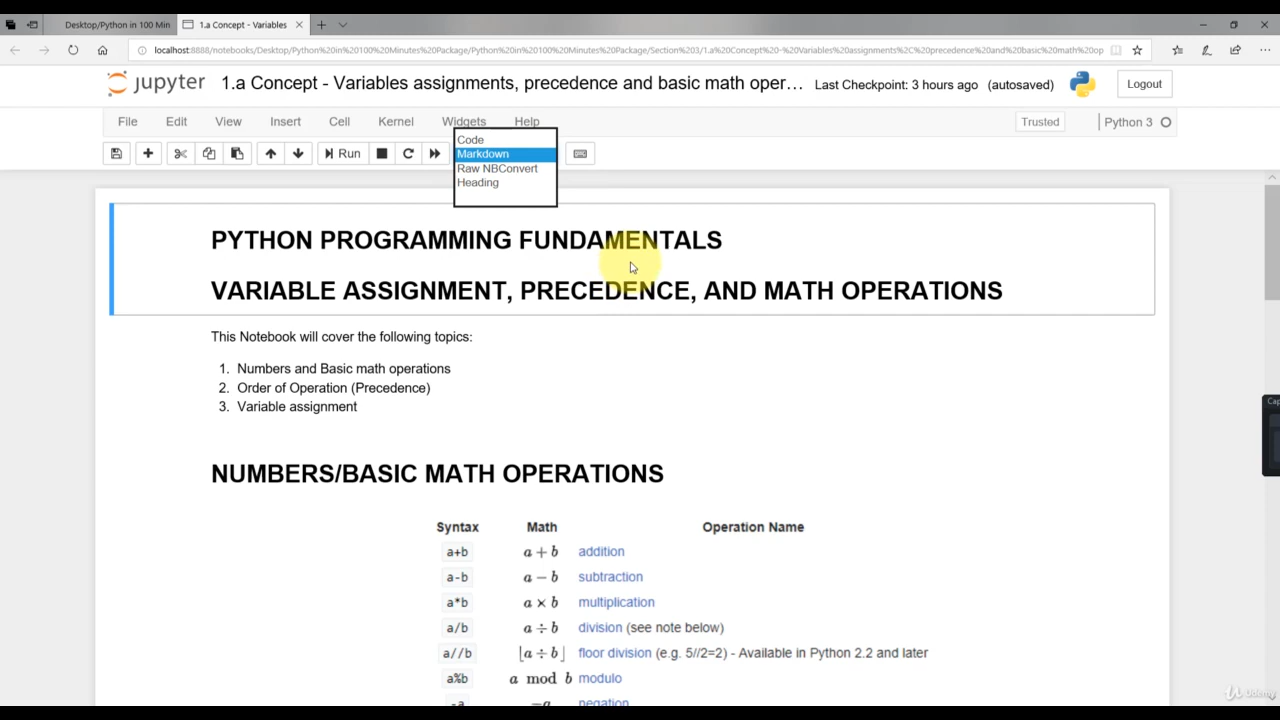 Desktop/Python in 100 Min
1.a Concept - Variables
localhost:8888/notebooks/Desktop/Python%20in%20100%20Minutes%20Package/Python%20in%20100%20Minutes%20Package/Section%203/1.a%20Concept%20-%20Variables%20assignments%2C%20precedence%20and%20basic%20math%20op
jupyter 1.a Concept - Variables assignments, precedence and basic math oper... Last Checkpoint: 3 hours ago (autosaved) Logout
File Edit View Insert Cell Kernel Widgets Help Trusted Python 3
Run
Code
Markdown
Raw NBConvert
Heading
PYTHON PROGRAMMING FUNDAMENTALS
VARIABLE ASSIGNMENT, PRECEDENCE, AND MATH OPERATIONS
This Notebook will cover the following topics:
1. Numbers and Basic math operations
2. Order of Operation (Precedence)
3. Variable assignment
Cap
NUMBERS/BASIC MATH OPERATIONS
Syntax Math Operation Name
a+b a + b addition
a-b a − b subtraction
a*b a × b multiplication
a/b a ÷ b division (see note below)
a//b ⌊a ÷ b⌋ floor division (e.g. 5//2=2) - Available in Python 2.2 and later
a%b a mod b modulo
-a −a negation
Udemy